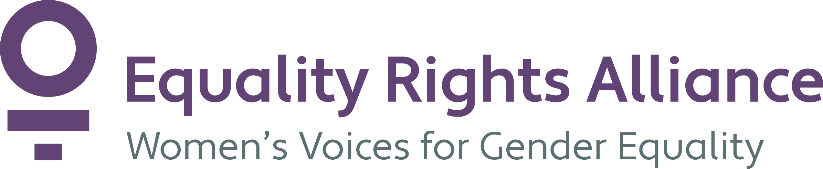 Equality Rights Alliance
Women's Voices for Gender Equality